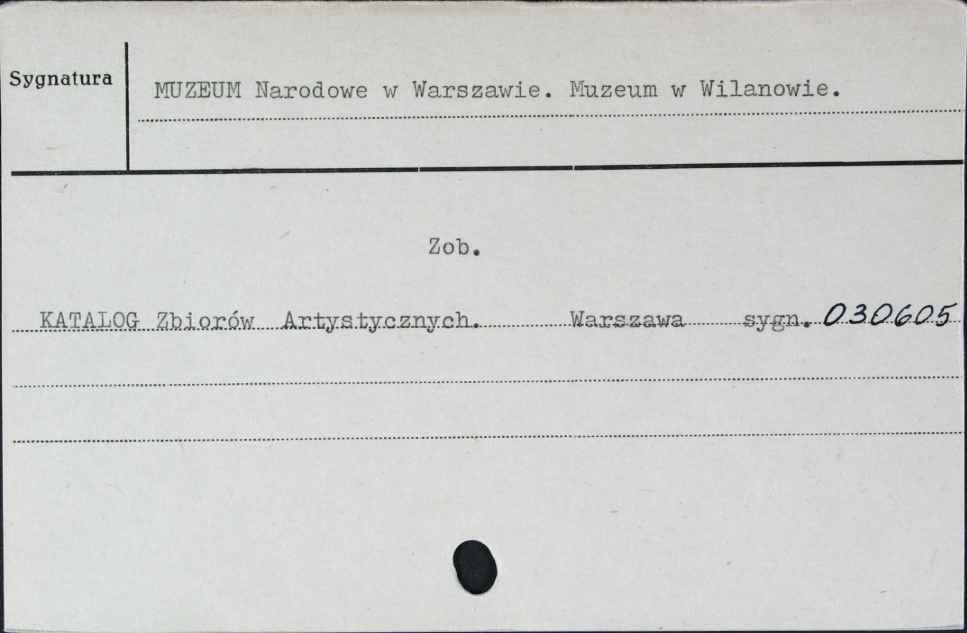 Sygnatura
MUZEUM Narodowe w Warszawie. Muzeum w Wilanowie.
Zob.
KATALOG Zbiorów Artystycznych. Warszawa sygn. 030605